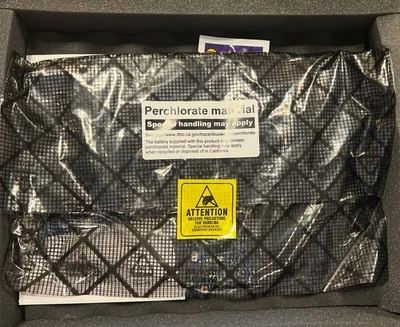 Perchlorate material
Special handling may apply
The battery supplied with this product may contain
perchlorate material. Special handling may apply
when recycled or disposed of in California.
ATTENTION
OBSERVE PRECAUTIONS
FOR HANDLING
ELECTROSTATIC
SENSITIVE DEVICES